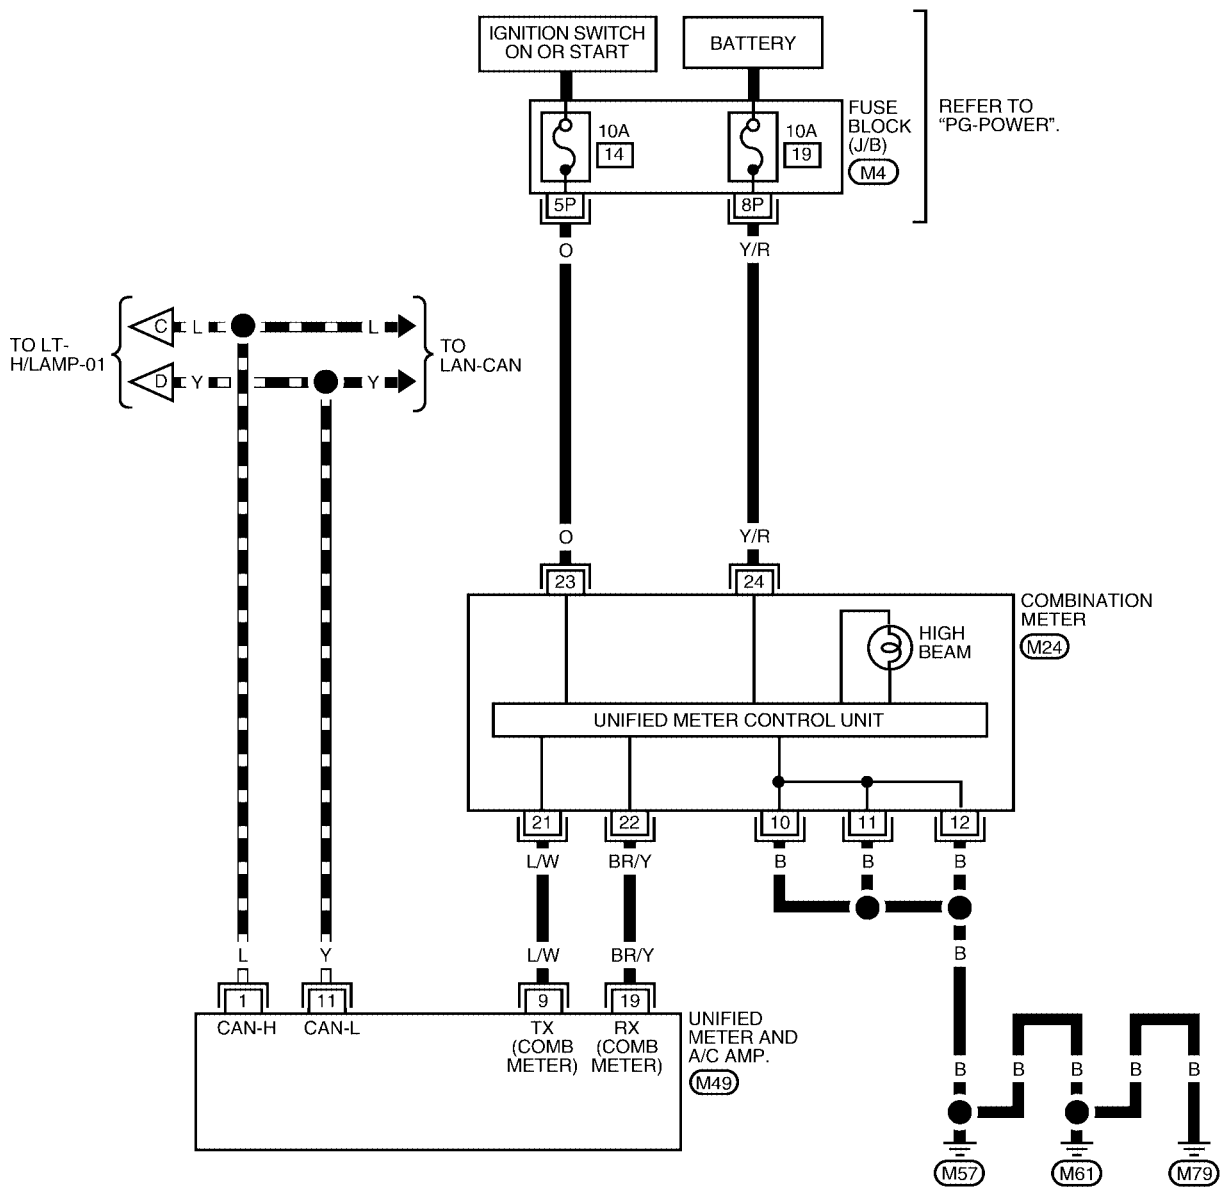 IGNITION SWITCH
ON OR START
BATTERY
10A
14
10A
19
FUSE
BLOCK
(J/B)
M4
REFER TO
“PG-POWER”.
5P
8P
O
Y/R
TO LT-
H/LAMP-01
C
L
L
D
Y
Y
TO
LAN-CAN
O
Y/R
23
24
COMBINATION
METER
M24
HIGH
BEAM
UNIFIED METER CONTROL UNIT
21
22
10
11
12
L/W
BR/Y
B
B
B
L
Y
L/W
BR/Y
B
1
11
9
19
CAN-H
CAN-L
TX
(COMB
METER)
RX
(COMB
METER)
UNIFIED
METER AND
A/C AMP.
M49
B
B
B
B
B
M57
M61
M79